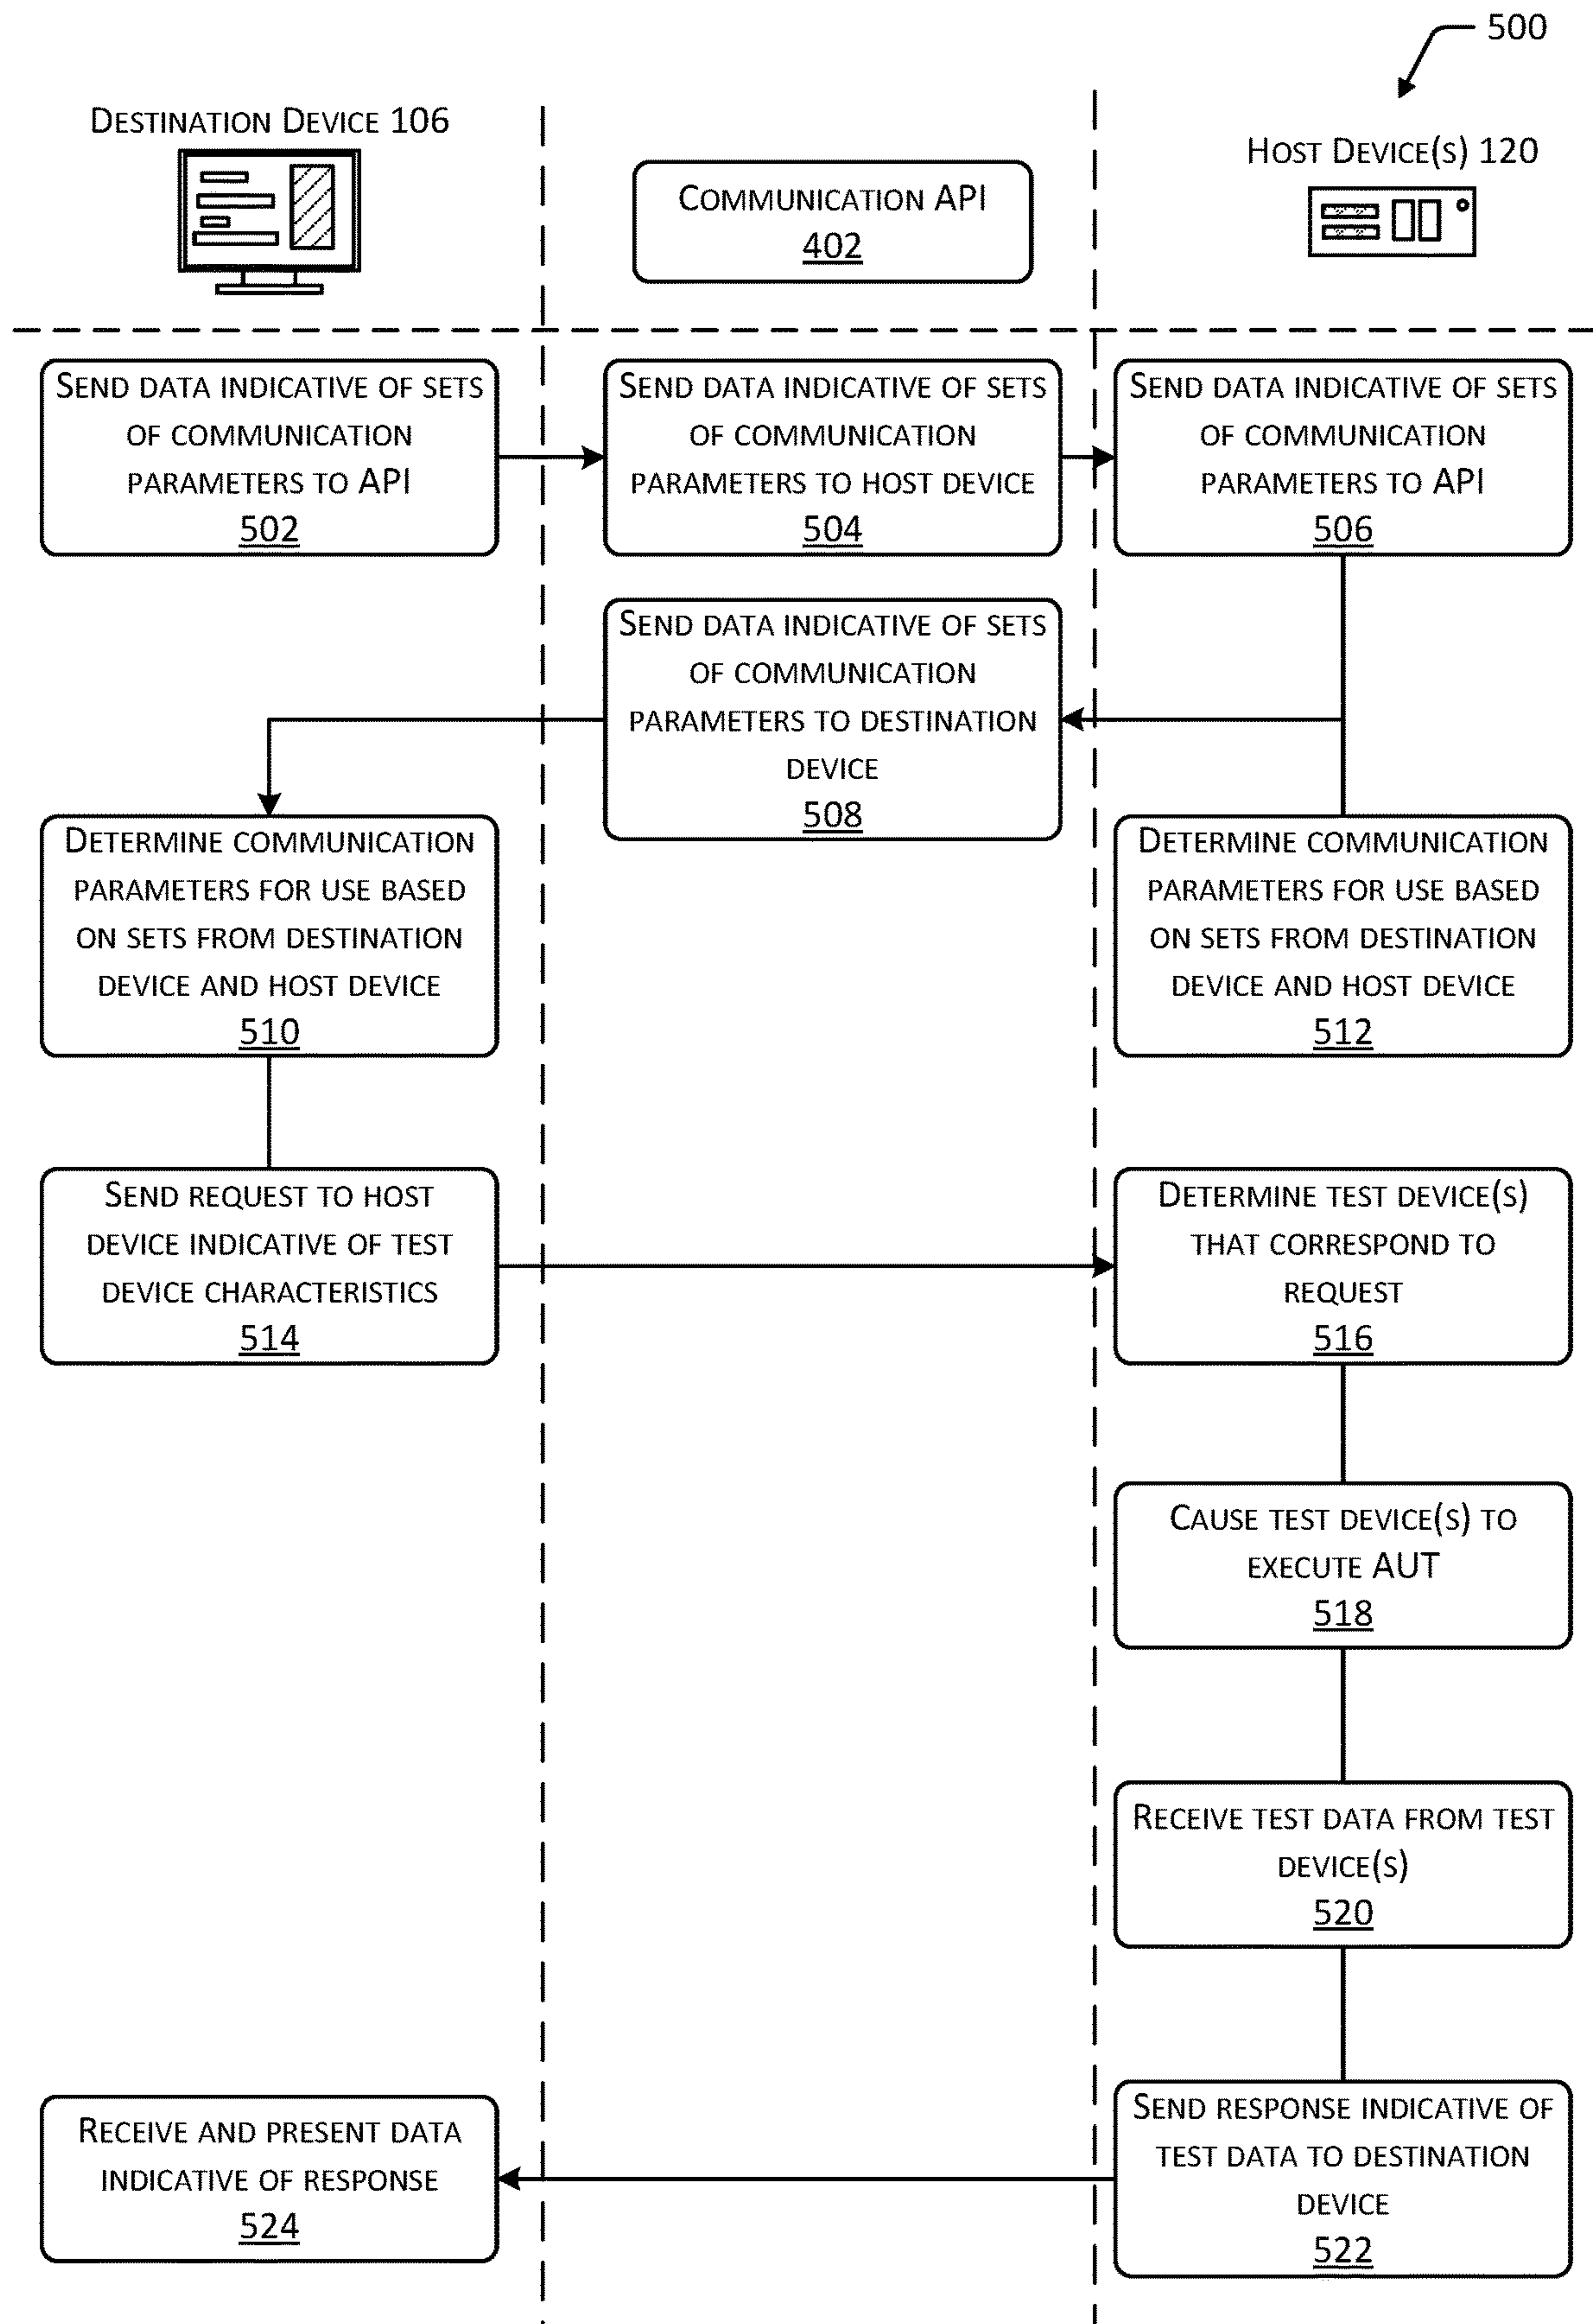 500
DESTINATION DEVICE 106
COMMUNICATION API
402
HOST DEVICE(S) 120
SEND DATA INDICATIVE OF SETS
OF COMMUNICATION
PARAMETERS TO API
502
SEND DATA INDICATIVE OF SETS
OF COMMUNICATION
PARAMETERS TO HOST DEVICE
504
SEND DATA INDICATIVE OF SETS
OF COMMUNICATION
PARAMETERS TO API
506
SEND DATA INDICATIVE OF SETS
OF COMMUNICATION
PARAMETERS TO DESTINATION
DEVICE
508
DETERMINE COMMUNICATION
PARAMETERS FOR USE BASED
ON SETS FROM DESTINATION
DEVICE AND HOST DEVICE
510
DETERMINE COMMUNICATION
PARAMETERS FOR USE BASED
ON SETS FROM DESTINATION
DEVICE AND HOST DEVICE
512
SEND REQUEST TO HOST
DEVICE INDICATIVE OF TEST
DEVICE CHARACTERISTICS
514
DETERMINE TEST DEVICE(S)
THAT CORRESPOND TO
REQUEST
516
CAUSE TEST DEVICE(S) TO
EXECUTE AUT
518
RECEIVE TEST DATA FROM TEST
DEVICE(S)
520
SEND RESPONSE INDICATIVE OF
TEST DATA TO DESTINATION
DEVICE
522
RECEIVE AND PRESENT DATA
INDICATIVE OF RESPONSE
524